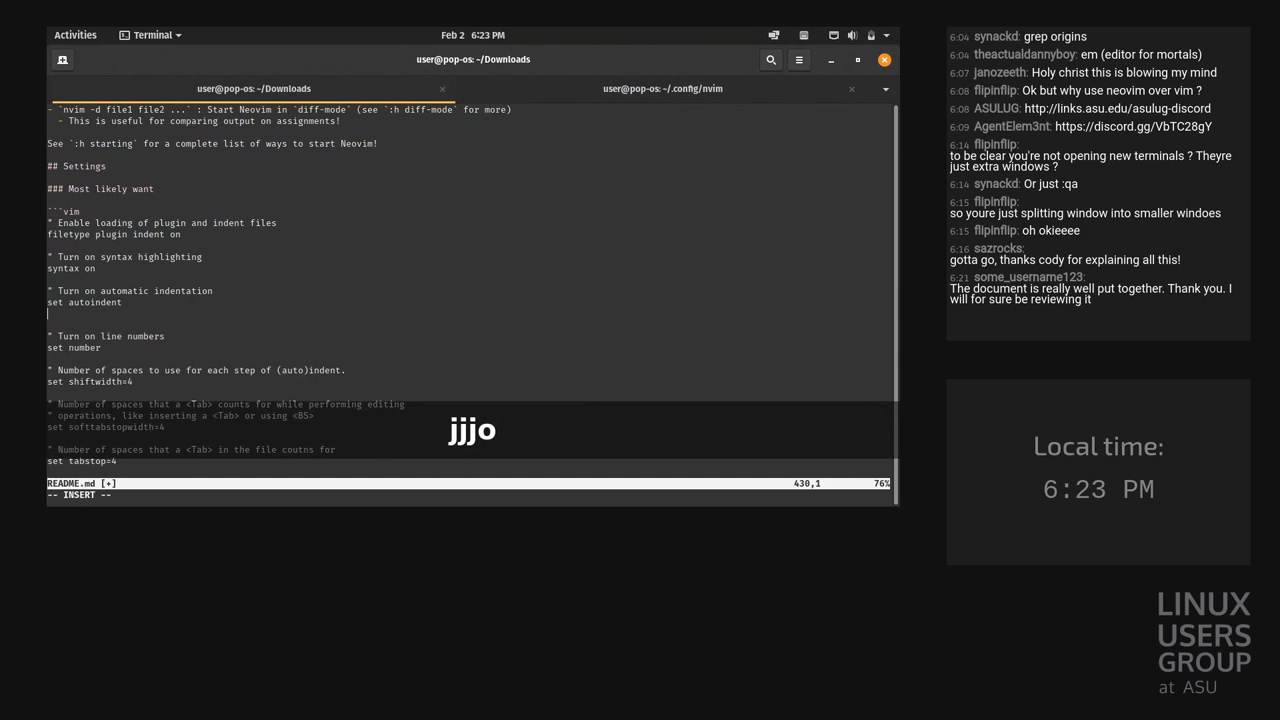 Activities
Terminal
Feb 2 6:23 PM
user@pop-os: ~/Downloads
user@pop-os: ~/Downloads
user@pop-os: ~/.config/nvim
- `nvim -d file1 file2 ...` : Start Neovim in `diff-mode` (see `:h diff-mode` for more)
- This is useful for comparing output on assignments!
See `:h starting` for a complete list of ways to start Neovim!
## Settings
### Most likely want
```vim
" Enable loading of plugin and indent files
filetype plugin indent on
" Turn on syntax highlighting
syntax on
" Turn on automatic indentation
set autoindent
" Turn on line numbers
set number
" Number of spaces to use for each step of (auto)indent.
set shiftwidth=4
" Number of spaces that a <Tab> counts for while performing editing
" operations, like inserting a <Tab> or using <BS>
set softtabstopwidth=4
" Number of spaces that a <Tab> in the file coutns for
set tabstop=4
jjjo
README.md [+] 430,1 76%
-- INSERT --
6:04 synackd: grep origins
6:04 theactualdannyboy: em (editor for mortals)
6:07 janozeeth: Holy christ this is blowing my mind
6:08 flipinflip: Ok but why use neovim over vim ?
6:08 ASULUG: http://links.asu.edu/asulug-discord
6:09 AgentElem3nt: https://discord.gg/VbTC28gY
6:14 flipinflip:
to be clear you're not opening new terminals ? Theyre
just extra windows ?
6:14 synackd: Or just :qa
6:15 flipinflip:
so youre just splitting window into smaller windoes
6:15 flipinflip: oh okieeee
6:16 sazrocks:
gotta go, thanks cody for explaining all this!
6:21 some_username123:
The document is really well put together. Thank you. I
will for sure be reviewing it
Local time:
6:23 PM
LINUX
USERS
GROUP
at ASU